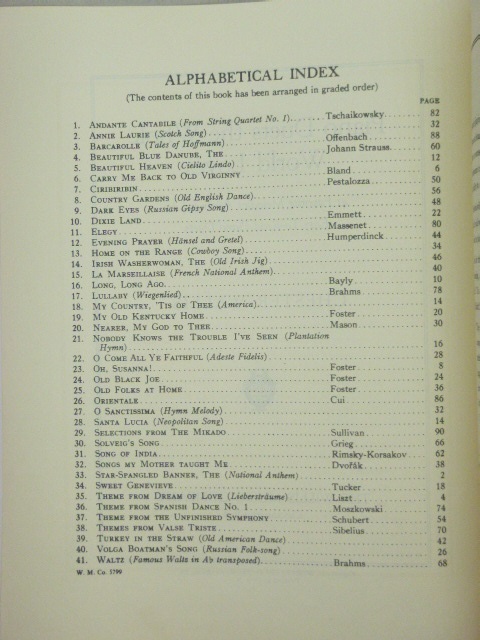 ALPHABETICAL INDEX
(The contents of this book has been arranged in graded order)
PAGE
1. ANDANTE CANTABILE (From String Quartet No. 1) Tschaikowsky 82
2. ANNIE LAURIE (Scotch Song) 32
3. BARCAROLLE (Tales of Hoffmann) Offenbach 88
4. BEAUTIFUL BLUE DANUBE, THE Johann Strauss 60
5. BEAUTIFUL HEAVEN (Cielito Lindo) 12
6. CARRY ME BACK TO OLD VIRGINNY Bland 6
7. CIRIBIRIBIN Pestalozza 50
8. COUNTRY GARDENS (Old English Dance) 56
9. DARK EYES (Russian Gipsy Song) 48
10. DIXIE LAND Emmett 22
11. ELEGY Massenet 80
12. EVENING PRAYER (Hänsel and Gretel) Humperdinck 44
13. HOME ON THE RANGE (Cowboy Song) 34
14. IRISH WASHERWOMAN, THE (Old Irish Jig) 46
15. LA MARSEILLAISE (French National Anthem) 40
16. LONG, LONG AGO Bayly 10
17. LULLABY (Wiegenlied) Brahms 78
18. MY COUNTRY, 'TIS OF THEE (America) 14
19. MY OLD KENTUCKY HOME Foster 20
20. NEARER, MY GOD TO THEE Mason 30
21. NOBODY KNOWS THE TROUBLE I'VE SEEN (Plantation
Hymn) 16
22. O COME ALL YE FAITHFUL (Adeste Fidelis) 28
23. OH, SUSANNA! Foster 8
24. OLD BLACK JOE Foster 24
25. OLD FOLKS AT HOME Foster 36
26. ORIENTALE Cui 86
27. O SANCTISSIMA (Hymn Melody) 32
28. SANTA LUCIA (Neopolitan Song) 14
29. SELECTIONS FROM THE MIKADO Sullivan 90
30. SOLVEIG'S SONG Grieg 66
31. SONG OF INDIA Rimsky-Korsakov 62
32. SONGS MY MOTHER TAUGHT ME Dvořák 38
33. STAR-SPANGLED BANNER, THE (National Anthem) 2
34. SWEET GENEVIEVE Tucker 18
35. THEME FROM DREAM OF LOVE (Liebersträume) Liszt 4
36. THEME FROM SPANISH DANCE NO. 1 Moszkowski 74
37. THEME FROM THE UNFINISHED SYMPHONY Schubert 54
38. THEMES FROM VALSE TRISTE Sibelius 70
39. TURKEY IN THE STRAW (Old American Dance) 42
40. VOLGA BOATMAN'S SONG (Russian Folk-song) 26
41. WALTZ (Famous Waltz in A♭ transposed) Brahms 68
W. M. Co. 5799